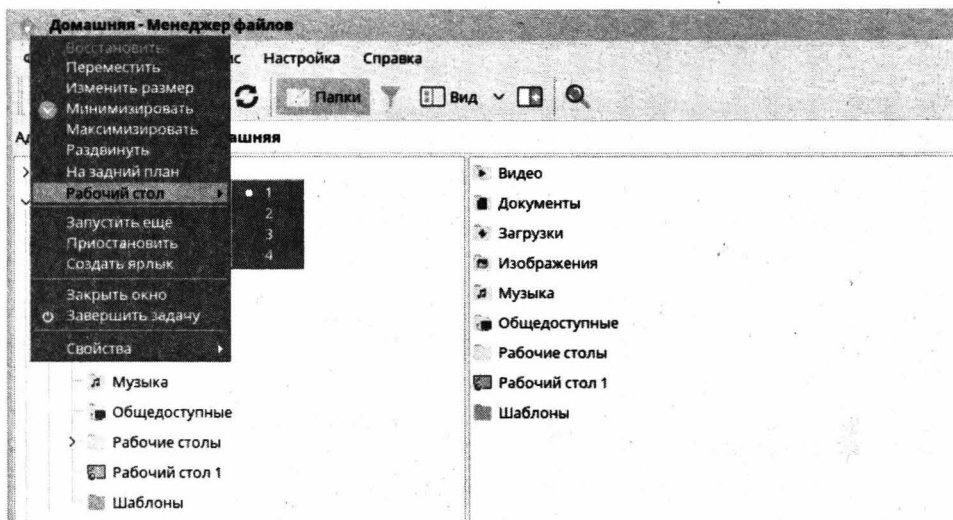 Домашняя - Менеджер файлов
Восстановить
Настройка Справка
Переместить
Изменить размер
Минимизировать
Папки
Вид
Максимизировать
Раздвинуть
На задний план
Рабочий стол
1
2
3
4
Запустить еще
Приостановить
Создать ярлык
Закрыть окно
Завершить задачу
Свойства
Музыка
Общедоступные
Рабочие столы
Рабочий стол 1
Шаблоны
Видео
Документы
Загрузки
Изображения
Музыка
Общедоступные
Рабочие столы
Рабочий стол 1
Шаблоны